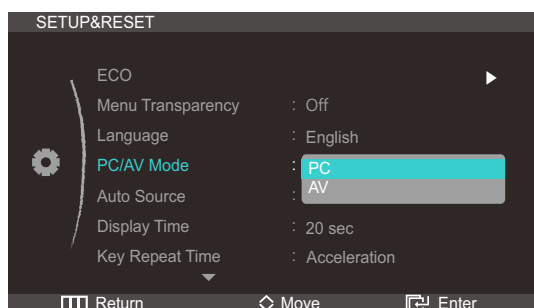 SETUP&RESET
ECO
Menu Transparency : Off
Language : English
PC/AV Mode : PC
AV
Auto Source :
Display Time : 20 sec
Key Repeat Time : Acceleration
Return Move Enter